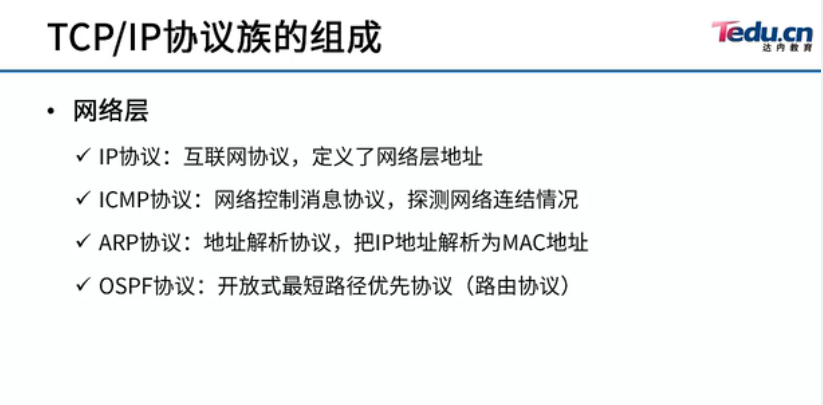 TCP/IP协议族的组成
Tedu.cn
达内教育
• 网络层
✓ IP协议：互联网协议，定义了网络层地址
✓ ICMP协议：网络控制消息协议，探测网络连结情况
✓ ARP协议：地址解析协议，把IP地址解析为MAC地址
✓ OSPF协议：开放式最短路径优先协议（路由协议）